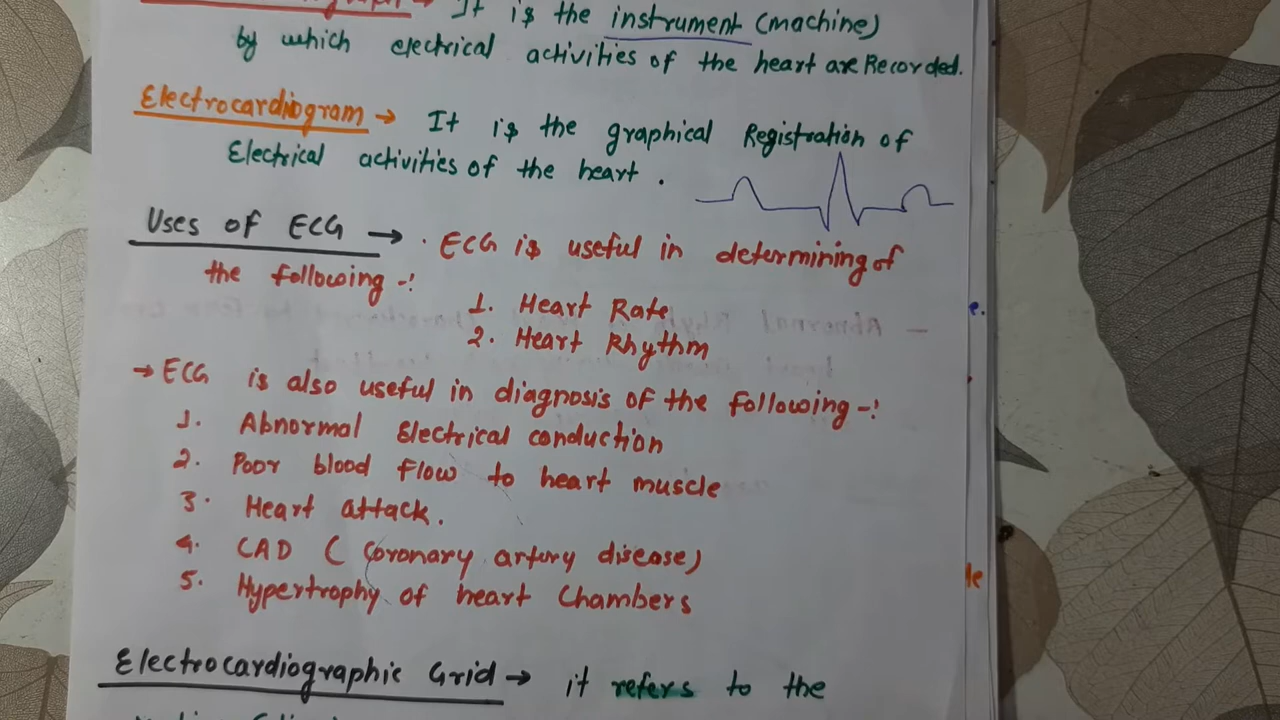 → It is the instrument (machine)
by which electrical activities of the heart are Recorded.
Electrocardiogram → It is the graphical Registration of
Electrical activities of the heart.
Uses of ECG → . ECG is useful in determining of
the following -:
1. Heart Rate
2. Heart Rhythm
→ ECG is also useful in diagnosis of the following -:
1. Abnormal Electrical conduction
2. Poor blood flow to heart muscle
3. Heart attack.
4. CAD ( Coronary artury disease)
5. Hypertrophy of heart Chambers
Electrocardiographic Grid → it refers to the